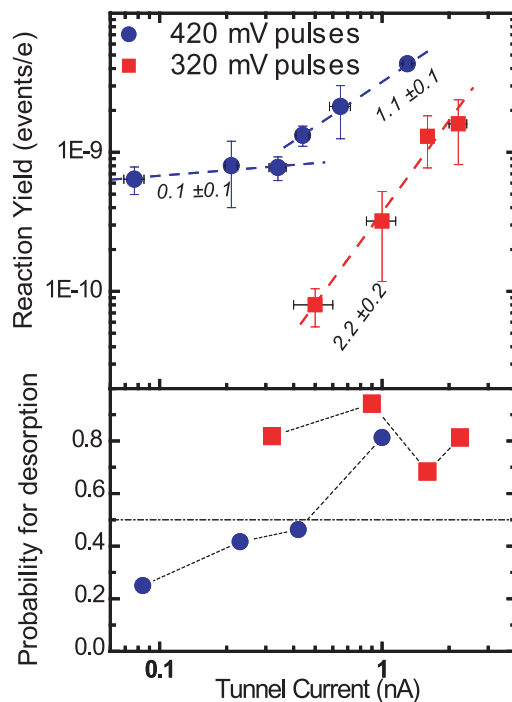 420 mV pulses
320 mV pulses
Reaction Yield (events/e)
1E-9
1E-10
1.1 ±0.1
0.1 ±0.1
2.2 ±0.2
Probability for desorption
0.8
0.6
0.4
0.2
0.0
0.1
1
Tunnel Current (nA)